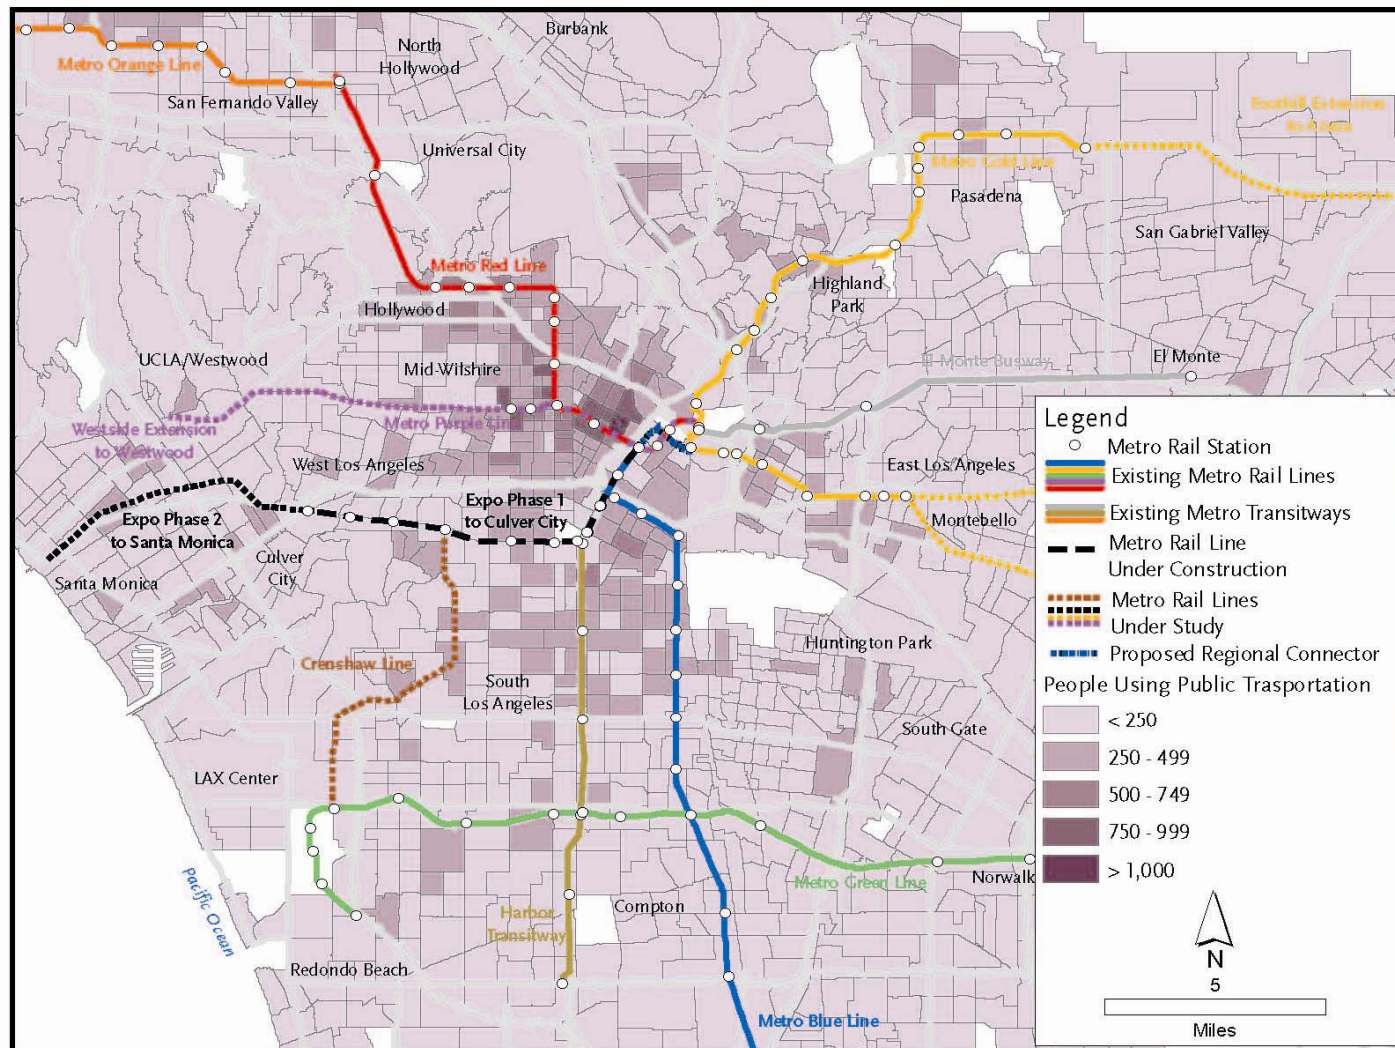 Burbank
North
Hollywood
Metro Orange Line
San Fernando Valley
Foothill Extension
to Azusa
Universal City
Metro Gold Line
Pasadena
San Gabriel Valley
Metro Red Line
Highland
Park
Hollywood
UCLA/Westwood
Mid-Wilshire
El Monte Busway
El Monte
Metro Purple Line
Westside Extension
to Westwood
West Los Angeles
East Los Angeles
Expo Phase 1
to Culver City
Expo Phase 2
to Santa Monica
Montebello
Culver
City
Santa Monica
Huntington Park
Crenshaw Line
South
Los Angeles
South Gate
LAX Center
Metro Green Line
Norwalk
Pacific Ocean
Harbor
Transitway
Compton
Redondo Beach
Metro Blue Line
Legend
Metro Rail Station
Existing Metro Rail Lines
Existing Metro Transitways
Metro Rail Line
Under Construction
Metro Rail Lines
Under Study
Proposed Regional Connector
People Using Public Trasportation
< 250
250 - 499
500 - 749
750 - 999
> 1,000
N
5
Miles